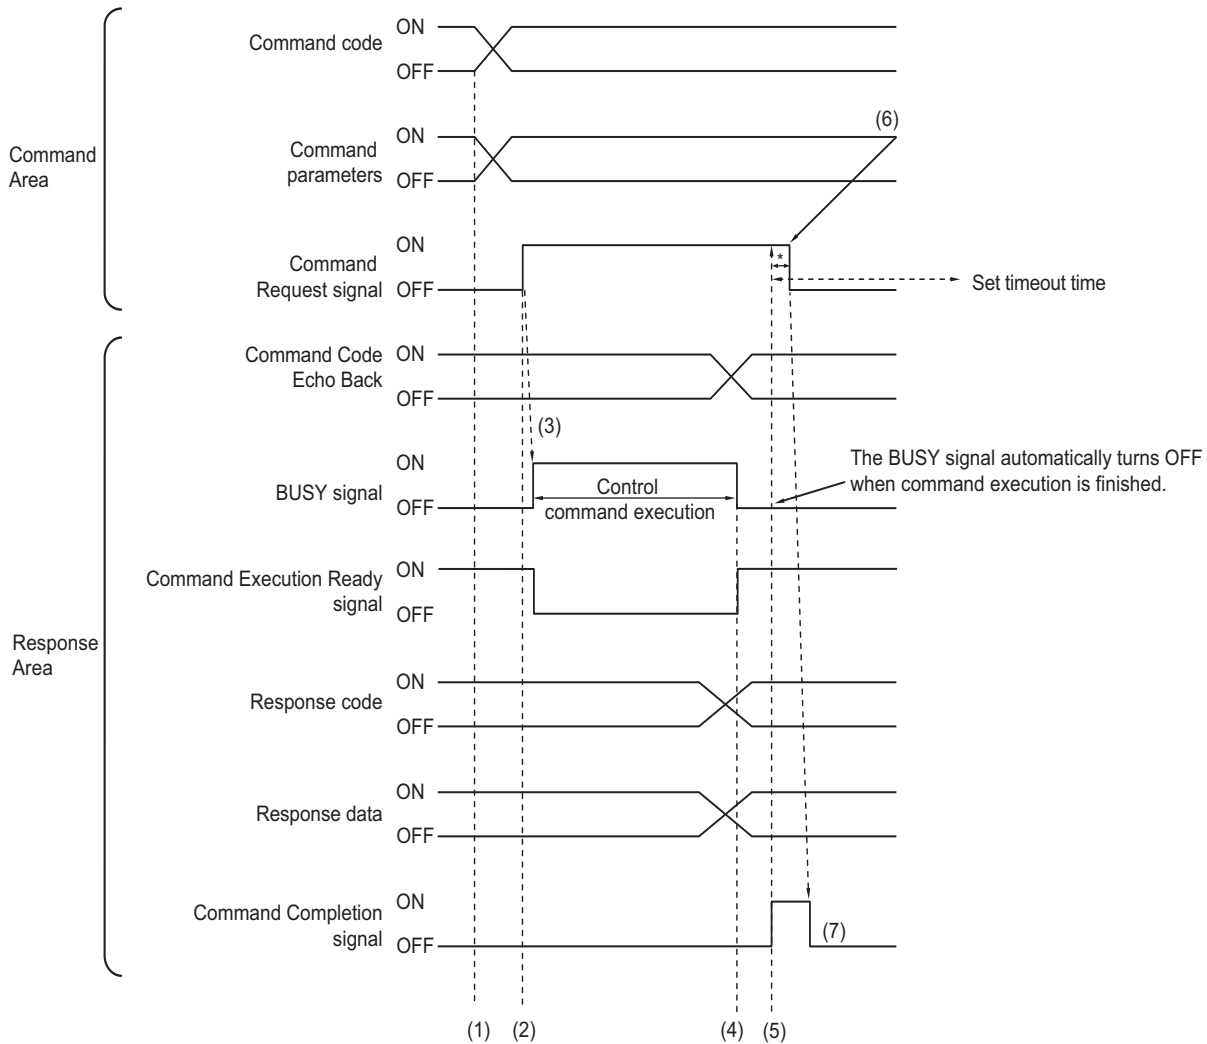 Command
Area
Command code
ON
OFF
Command
parameters
ON
OFF
(6)
Command
Request signal
ON
OFF
*
Set timeout time
Response
Area
Command Code
Echo Back
ON
OFF
(3)
BUSY signal
ON
OFF
Control
command execution
The BUSY signal automatically turns OFF
when command execution is finished.
Command Execution Ready
signal
ON
OFF
Response code
ON
OFF
Response data
ON
OFF
Command Completion
signal
ON
OFF
(7)
(1)
(2)
(4)
(5)